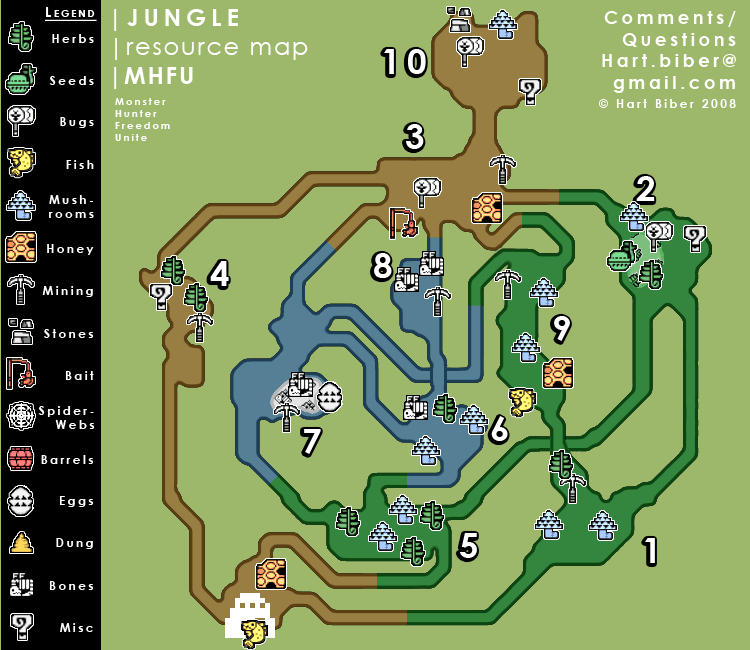 LEGEND
Herbs
Seeds
Bugs
Fish
Mush-
rooms
Honey
Mining
Stones
Bait
Spider-
Webs
Barrels
Eggs
Dung
Bones
Misc
|JUNGLE
|resource map
|MHFU
Monster
Hunter
Freedom
Unite
Comments/
Questions
Hart.biber@
gmail.com
© Hart Biber 2008
10
3
2
4
8
9
7
6
5
1